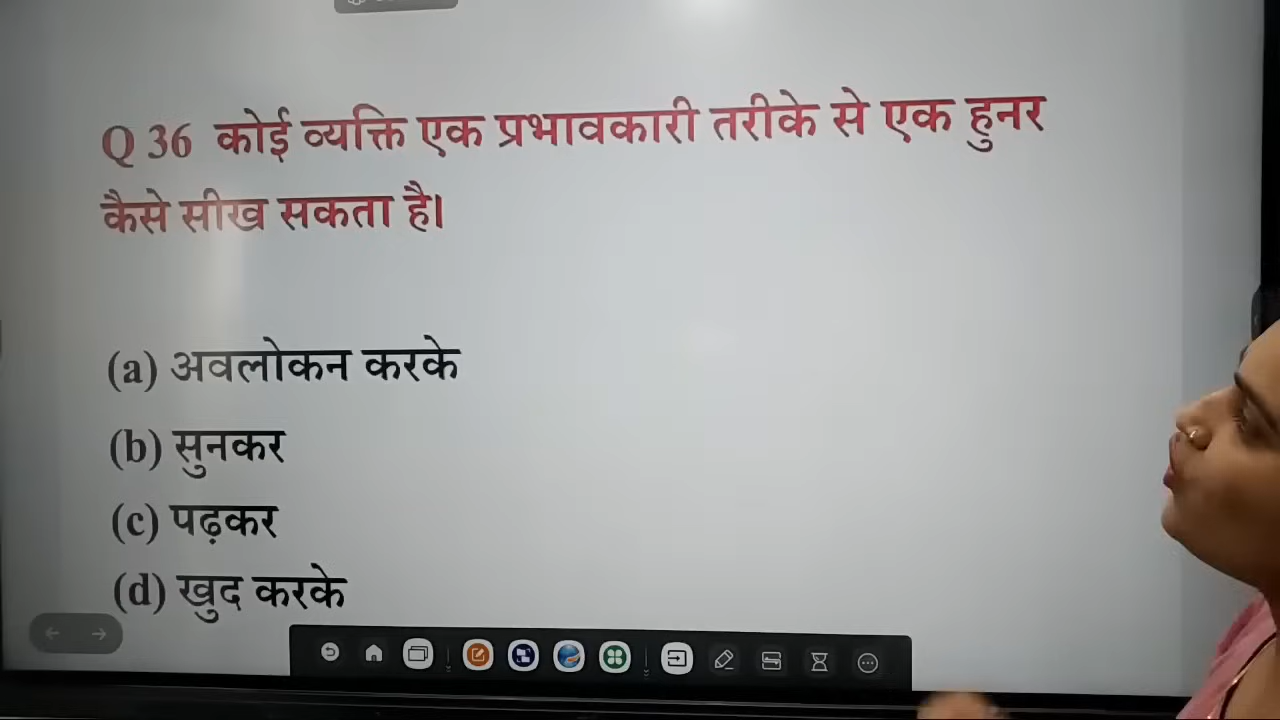 Q 36 कोई व्यक्ति एक प्रभावकारी तरीके से एक हुनर
कैसे सीख सकता है।
(a) अवलोकन करके
(b) सुनकर
(c) पढ़कर
(d) खुद करके